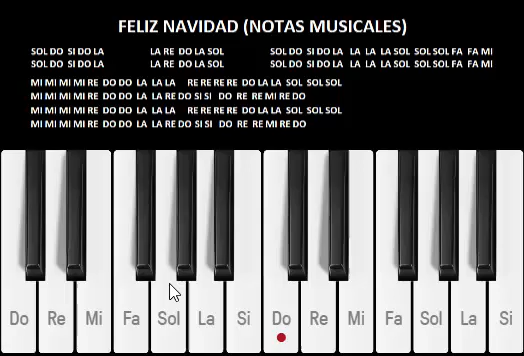 FELIZ NAVIDAD (NOTAS MUSICALES)
SOL DO SI DO LA LA RE DO LA SOL SOL DO SI DO LA LA LA LA SOL SOL SOL FA FA MI
SOL DO SI DO LA LA RE DO LA SOL SOL DO SI DO LA LA LA LA SOL SOL SOL FA FA MI
MI MI MI MI RE DO DO LA LA LA RE RE RE RE DO LA LA SOL SOL SOL
MI MI MI MI RE DO DO LA LA RE DO SI SI DO RE RE MI RE DO
MI MI MI MI RE DO DO LA LA LA RE RE RE RE DO LA LA SOL SOL SOL
MI MI MI MI RE DO DO LA LA RE DO SI SI DO RE RE MI RE DO
Do Re Mi Fa Sol La Si Do Re Mi Fa Sol La Si